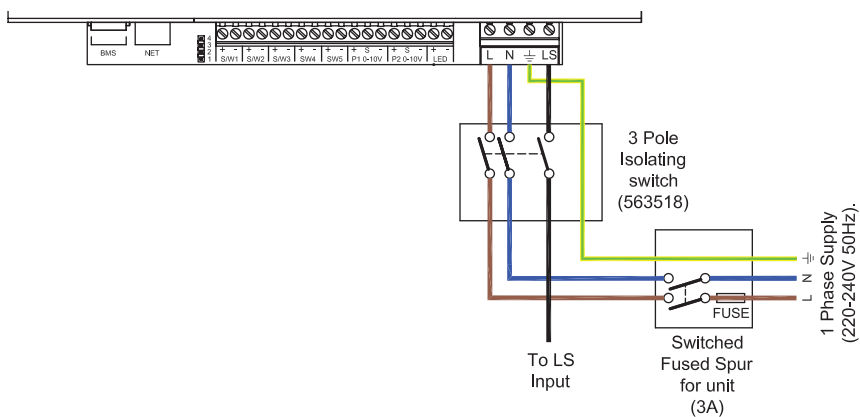 BMS
NET
4
3
2
1
+ - + - + - + - + - + S - + S - + -
S/W1 S/W2 S/W3 SW4 SW5 P1 0-10V P2 0-10V LED
L N LS
3 Pole
Isolating
switch
(563518)
1 Phase Supply
(220-240V 50Hz).
N
L
FUSE
Switched
Fused Spur
for unit
(3A)
To LS
Input